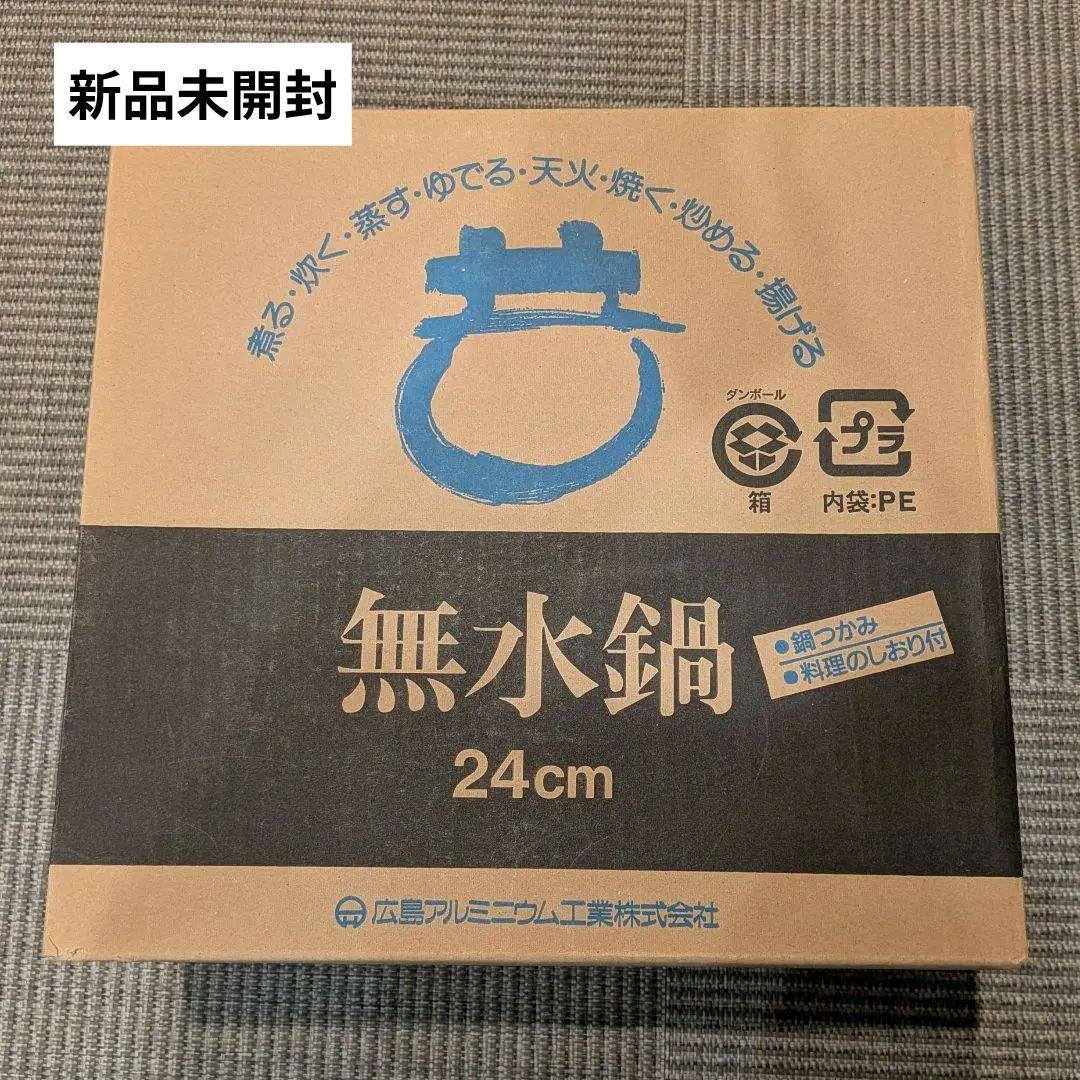 新品未開封
煮る・炊く・蒸す・ゆでる・天火・焼く・炒める・揚げる
ダンボール
箱
プラ
内袋:PE
無水鍋
●鍋つかみ
●料理のしおり付
24cm
広島アルミニウム工業株式会社